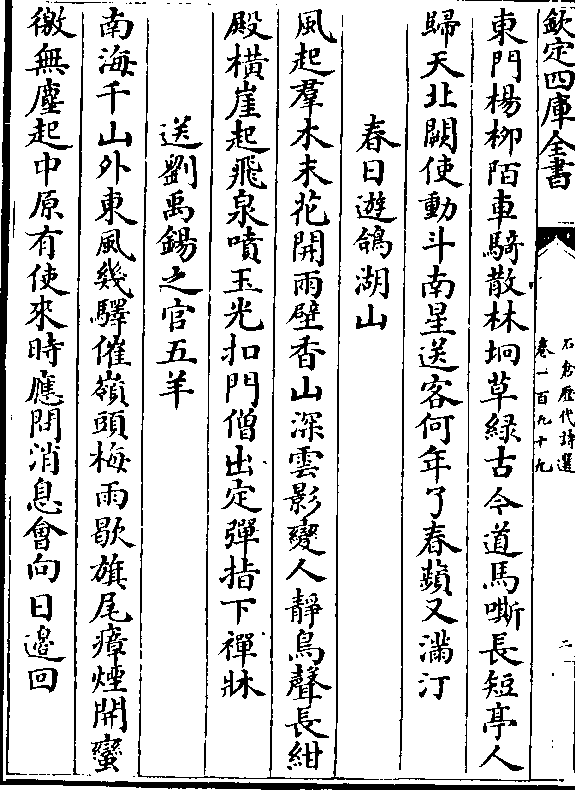 欽定四庫全書
石倉歷代詩選
卷一百九十九
二
東門楊柳陌車騎散林坰草緑古今道馬嘶長短亭人
歸天北闕使動斗南星送客何年了春蘋又滿汀
春日遊鴿湖山
風起羣木末花開雨壁香山深雲影變人靜鳥聲長紺
殿横崖起飛泉噴玉光扣門僧出定彈指下禪牀
送劉禹錫之官五羊
南海千山外東風幾驛催嶺頭梅雨歇旗尾瘴煙開蠻
徼無塵起中原有使來時應問消息會向日邉回